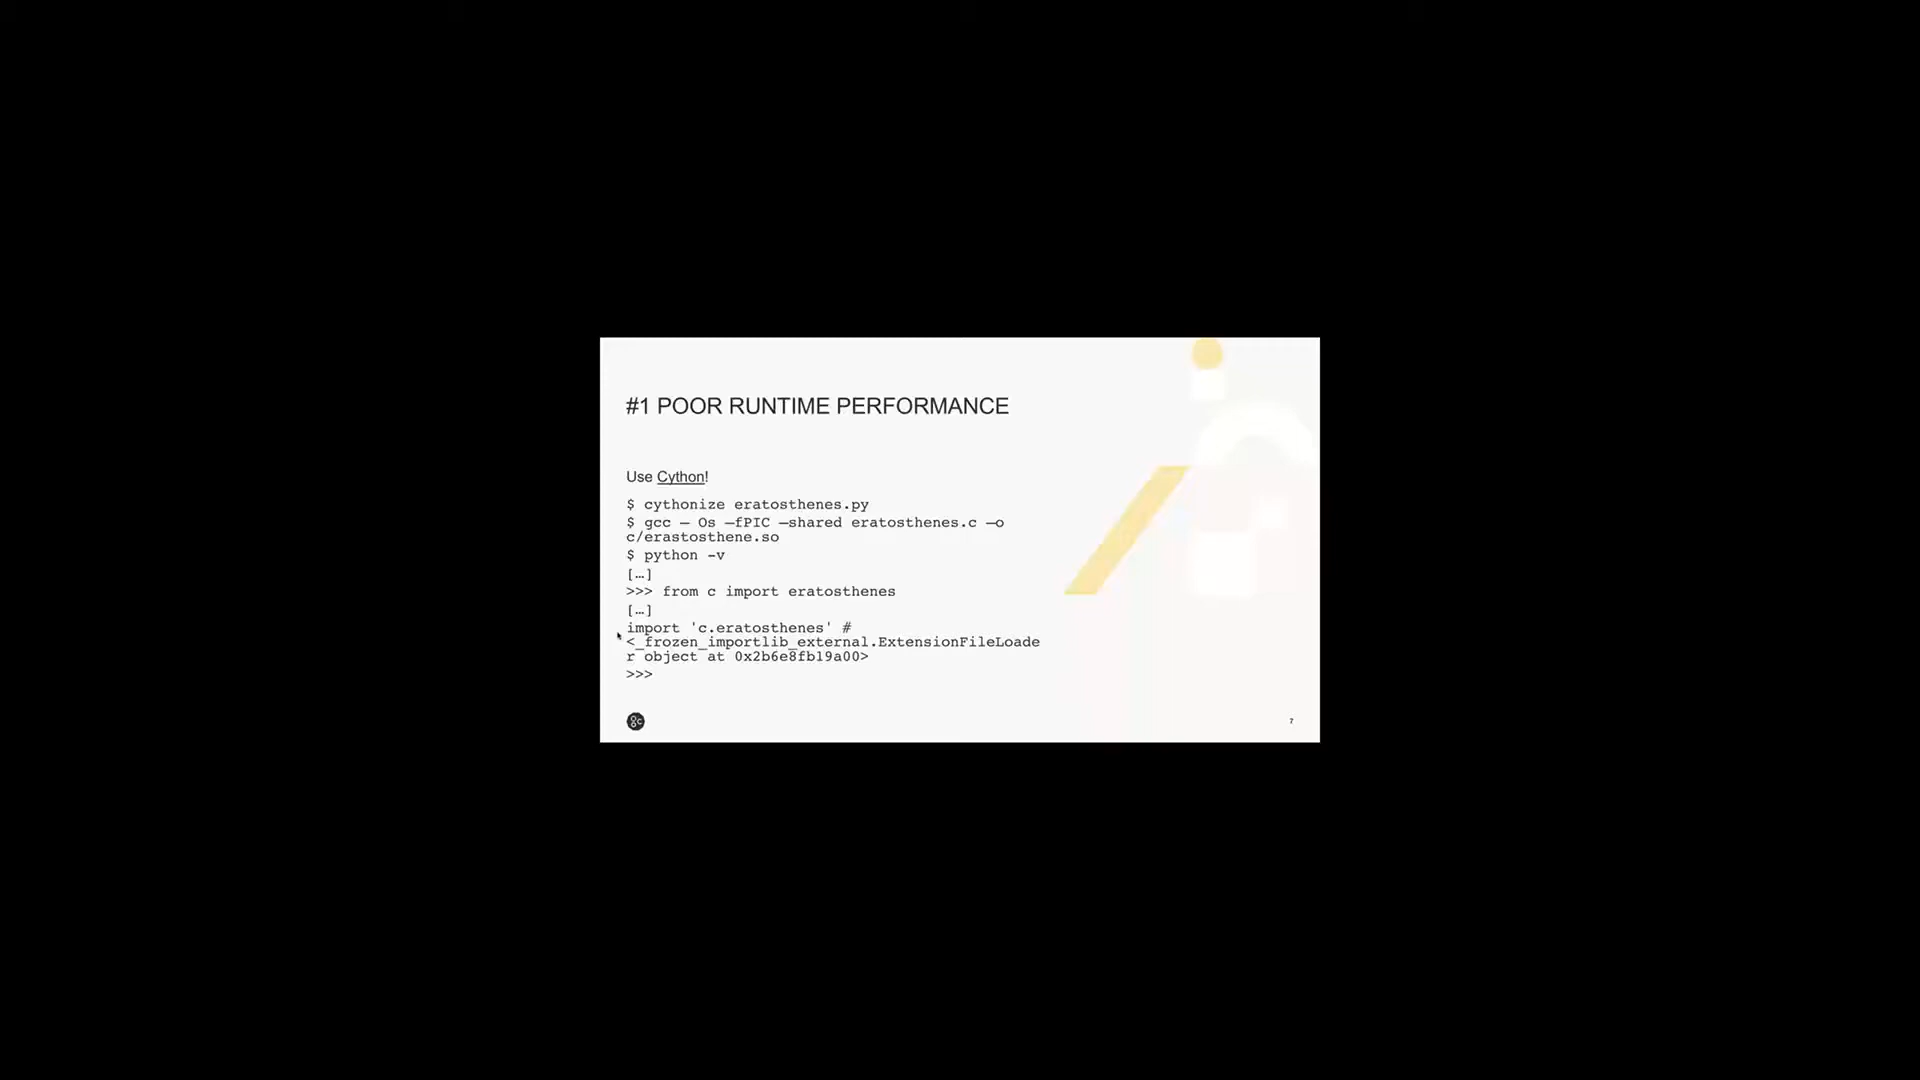 #1 POOR RUNTIME PERFORMANCE
Use Cython!
$ cythonize eratosthenes.py
$ gcc – Os –fPIC –shared eratosthenes.c –o
c/erastosthene.so
$ python -v
[…]
>>> from c import eratosthenes
[…]
import 'c.eratosthenes' #
<_frozen_importlib_external.ExtensionFileLoade
r object at 0x2b6e8fb19a00>
>>>
7